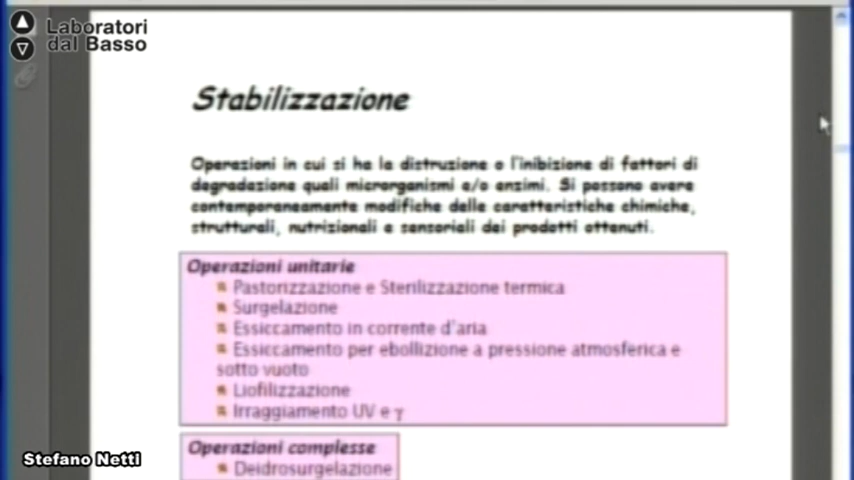 Laboratori
dal Basso
Stabilizzazione
Operazioni in cui si ha la distruzione o l'inibizione di fattori di
degradazione quali microrganismi e/o enzimi. Si possono avere
contemporaneamente modifiche delle caratteristiche chimiche,
strutturali, nutrizionali e sensoriali dei prodotti ottenuti.
Operazioni unitarie
Pastorizzazione e Sterilizzazione termica
Surgelazione
Essiccamento in corrente d'aria
Essiccamento per ebollizione a pressione atmosferica e
sotto vuoto
Liofilizzazione
Irraggiamento UV e γ
Operazioni complesse
Deidrosurgelazione
Stefano Netti